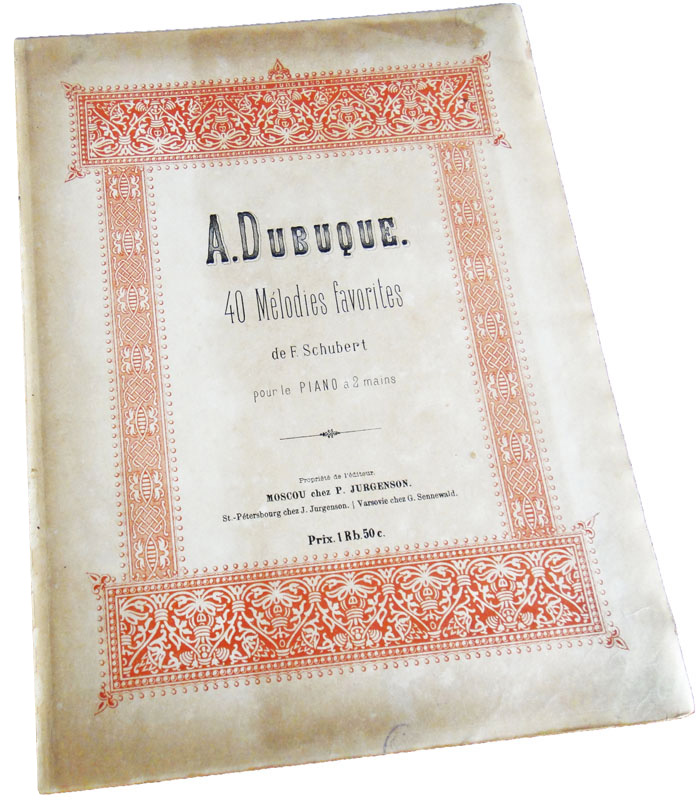 A. DUBUQUE.
40 Mélodies favorites
de F. Schubert
pour le PIANO à 2 mains
Propriété de l'éditeur.
MOSCOU chez P. JURGENSON.
St.-Pétersbourg chez J. Jurgenson. | Varsovie chez G. Sennewald.
Prix. 1 Rb. 50 c.